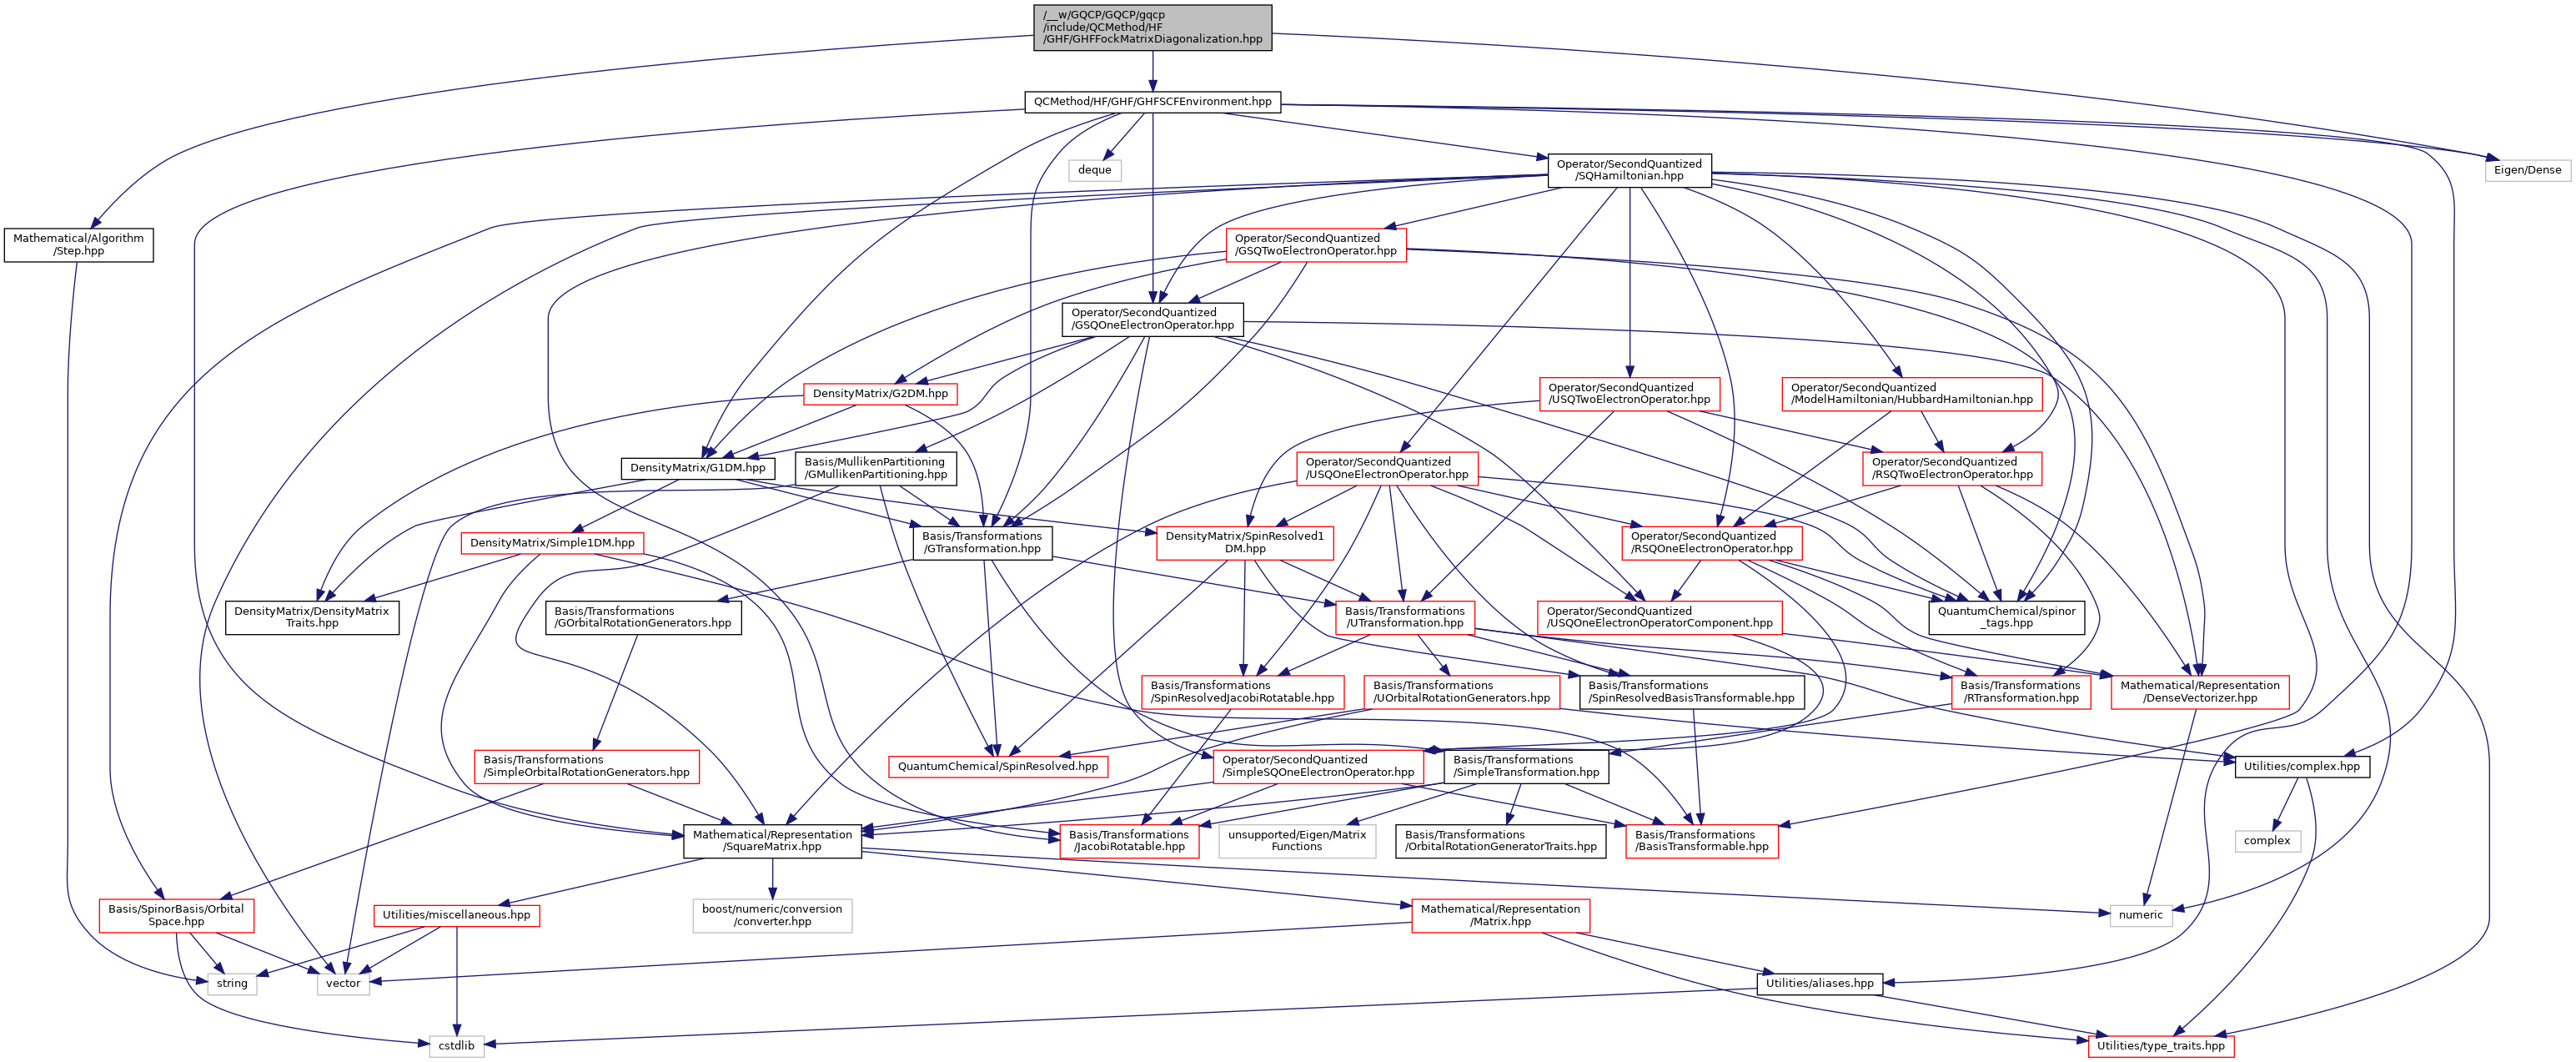 /__w/GQCP/GQCP/gqcp
/include/QCMethod/HF
/GHF/GHFFockMatrixDiagonalization.hpp
QCMethod/HF/GHF/GHFSCFEnvironment.hpp
deque
Operator/SecondQuantized
/SQHamiltonian.hpp
Eigen/Dense
Mathematical/Algorithm
/Step.hpp
Operator/SecondQuantized
/GSQTwoElectronOperator.hpp
Operator/SecondQuantized
/GSQOneElectronOperator.hpp
DensityMatrix/G2DM.hpp
Operator/SecondQuantized
/USQTwoElectronOperator.hpp
Operator/SecondQuantized
/ModelHamiltonian/HubbardHamiltonian.hpp
DensityMatrix/G1DM.hpp
Basis/MullikenPartitioning
/GMullikenPartitioning.hpp
Operator/SecondQuantized
/USQOneElectronOperator.hpp
Operator/SecondQuantized
/RSQTwoElectronOperator.hpp
DensityMatrix/Simple1DM.hpp
Basis/Transformations
/GTransformation.hpp
DensityMatrix/SpinResolved1
DM.hpp
Operator/SecondQuantized
/RSQOneElectronOperator.hpp
DensityMatrix/DensityMatrix
Traits.hpp
Basis/Transformations
/GOrbitalRotationGenerators.hpp
Basis/Transformations
/UTransformation.hpp
Operator/SecondQuantized
/USQOneElectronOperatorComponent.hpp
QuantumChemical/spinor
_tags.hpp
Basis/Transformations
/SpinResolvedJacobiRotatable.hpp
Basis/Transformations
/UOrbitalRotationGenerators.hpp
Basis/Transformations
/SpinResolvedBasisTransformable.hpp
Basis/Transformations
/RTransformation.hpp
Mathematical/Representation
/DenseVectorizer.hpp
Basis/Transformations
/SimpleOrbitalRotationGenerators.hpp
QuantumChemical/SpinResolved.hpp
Operator/SecondQuantized
/SimpleSQOneElectronOperator.hpp
Basis/Transformations
/SimpleTransformation.hpp
Utilities/complex.hpp
Mathematical/Representation
/SquareMatrix.hpp
Basis/Transformations
/JacobiRotatable.hpp
unsupported/Eigen/Matrix
Functions
Basis/Transformations
/OrbitalRotationGeneratorTraits.hpp
Basis/Transformations
/BasisTransformable.hpp
complex
Basis/SpinorBasis/Orbital
Space.hpp
Utilities/miscellaneous.hpp
boost/numeric/conversion
/converter.hpp
Mathematical/Representation
/Matrix.hpp
numeric
string
vector
Utilities/aliases.hpp
cstdlib
Utilities/type_traits.hpp